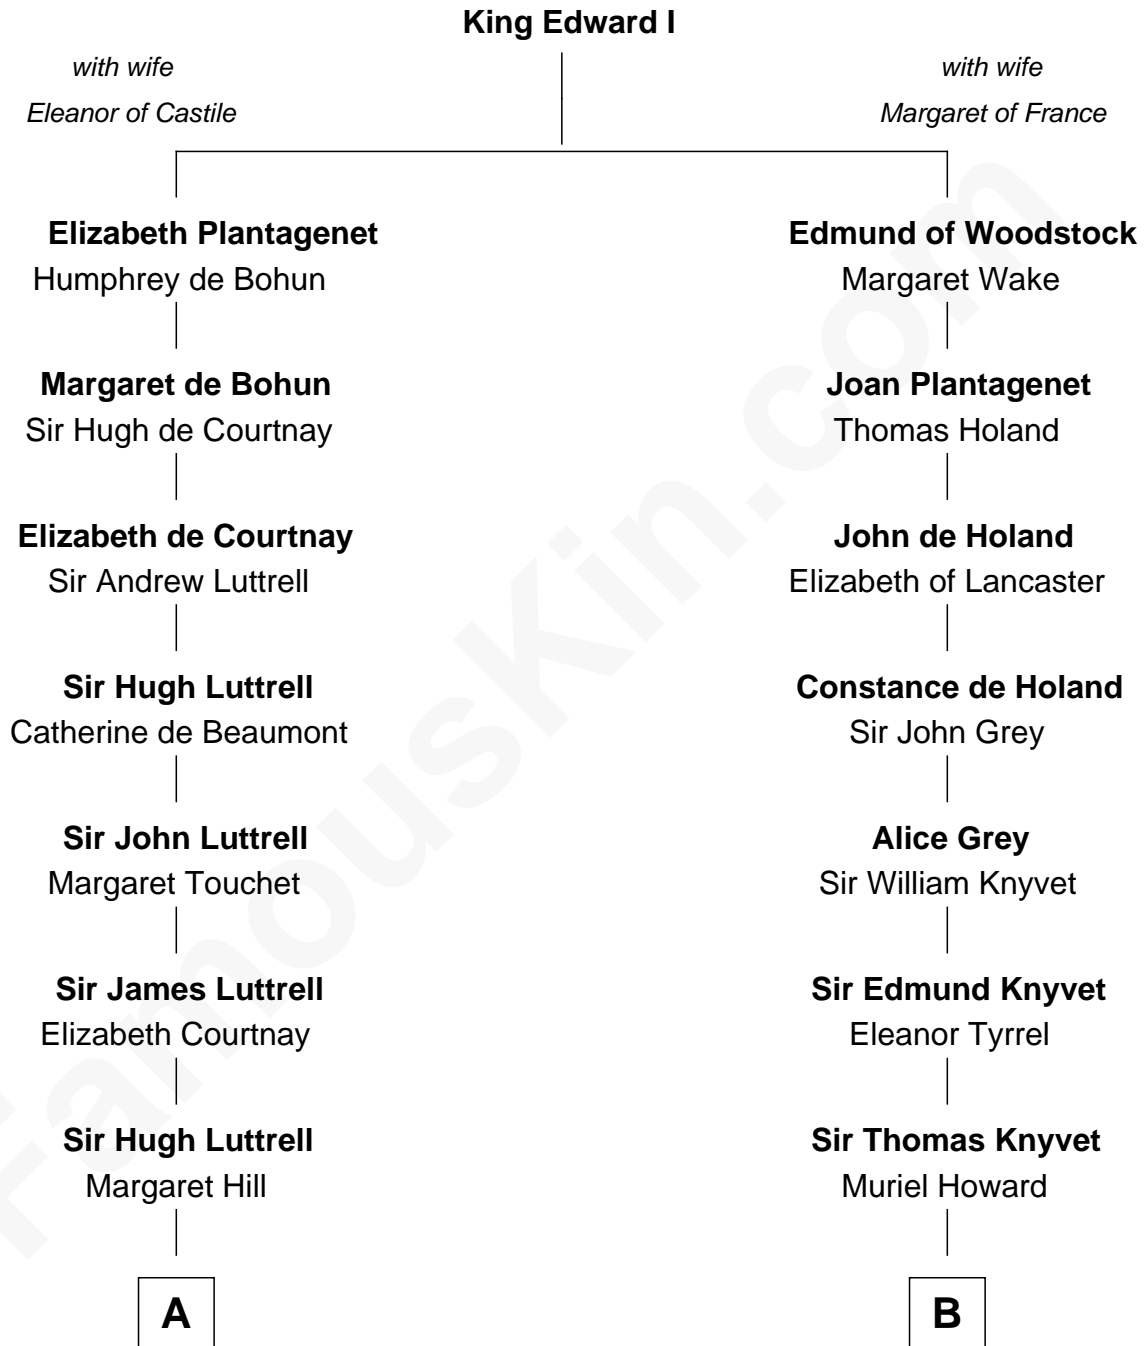 King Edward I
with wife
Eleanor of Castile
with wife
Margaret of France
Elizabeth Plantagenet
Humphrey de Bohun
Edmund of Woodstock
Margaret Wake
Margaret de Bohun
Sir Hugh de Courtnay
Joan Plantagenet
Thomas Holand
Elizabeth de Courtnay
Sir Andrew Luttrell
John de Holand
Elizabeth of Lancaster
Sir Hugh Luttrell
Catherine de Beaumont
Constance de Holand
Sir John Grey
Sir John Luttrell
Margaret Touchet
Alice Grey
Sir William Knyvet
Sir James Luttrell
Elizabeth Courtnay
Sir Edmund Knyvet
Eleanor Tyrrel
Sir Hugh Luttrell
Margaret Hill
Sir Thomas Knyvet
Muriel Howard
A
B
FamousKin.com